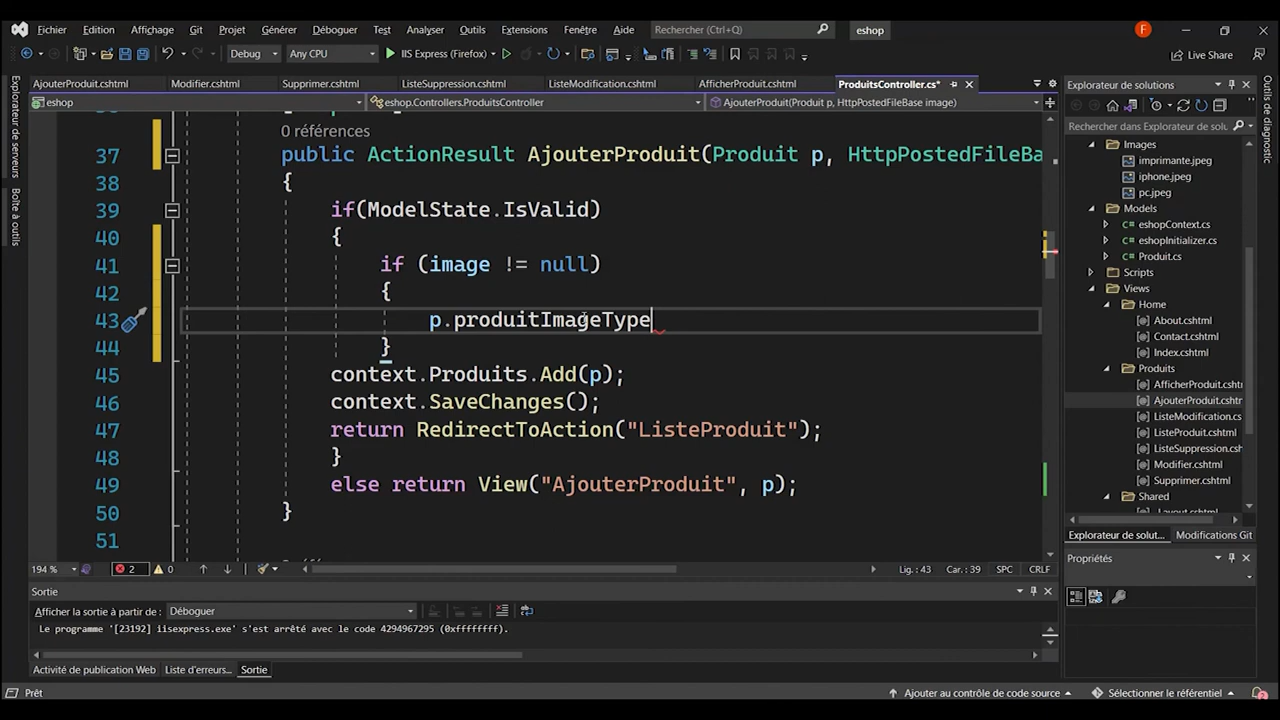 Fichier Edition Affichage Git Projet Générer Déboguer Test Analyser Outils Extensions Fenêtre Aide Rechercher (Ctrl+Q) eshop F
Debug Any CPU IIS Express (Firefox) Live Share
AjouterProduit.cshtml Modifier.cshtml Supprimer.cshtml ListeSuppression.cshtml ListeModification.cshtml AfficherProduit.cshtml ProduitsController.cs*
eshop eshop.Controllers.ProduitsController AjouterProduit(Produit p, HttpPostedFileBase image)
Explorateur de serveurs
Boîte à outils
0 références
37 public ActionResult AjouterProduit(Produit p, HttpPostedFileBa
38 {
39 if(ModelState.IsValid)
40 {
41 if (image != null)
42 {
43 p.produitImageType
44 }
45 context.Produits.Add(p);
46 context.SaveChanges();
47 return RedirectToAction("ListeProduit");
48 }
49 else return View("AjouterProduit", p);
50 }
51
194 % 2 0 Lig. : 43 Car. : 39 SPC CRLF
Sortie
Afficher la sortie à partir de : Déboguer
Le programme '[23192] iisexpress.exe' s'est arrêté avec le code 4294967295 (0xffffffff).
Activité de publication Web Liste d'erreurs... Sortie
Explorateur de solutions
Rechercher dans Explorateur de solu
Images
imprimante.jpeg
iphone.jpeg
pc.jpeg
Models
eshopContext.cs
eshopInitializer.cs
Produit.cs
Scripts
Views
Home
About.cshtml
Contact.cshtml
Index.cshtml
Produits
AfficherProduit.cshtm
AjouterProduit.cshtr
ListeModification.cs
ListeProduit.cshtml
ListeSuppression.csh
Modifier.cshtml
Supprimer.cshtml
Shared
Layout.cshtml
Explorateur de solut... Modifications Git
Propriétés
Outils de diagnostic
Prêt Ajouter au contrôle de code source Sélectionner le référentiel 2